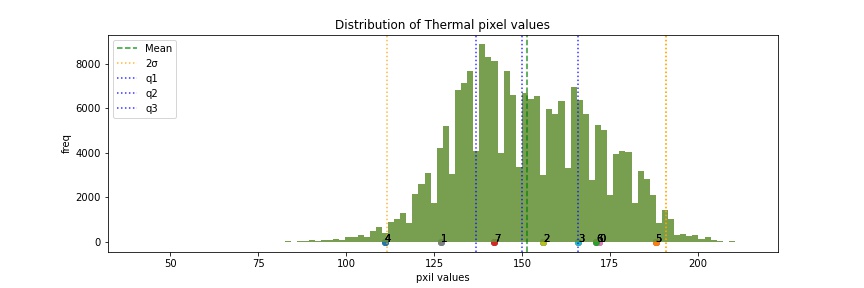 Distribution of Thermal pixel values
Mean
2σ
q1
q2
q3
freq
8000
6000
4000
2000
0
4 1 7 2 3 6 0 5
50 75 100 125 150 175 200
pxil values